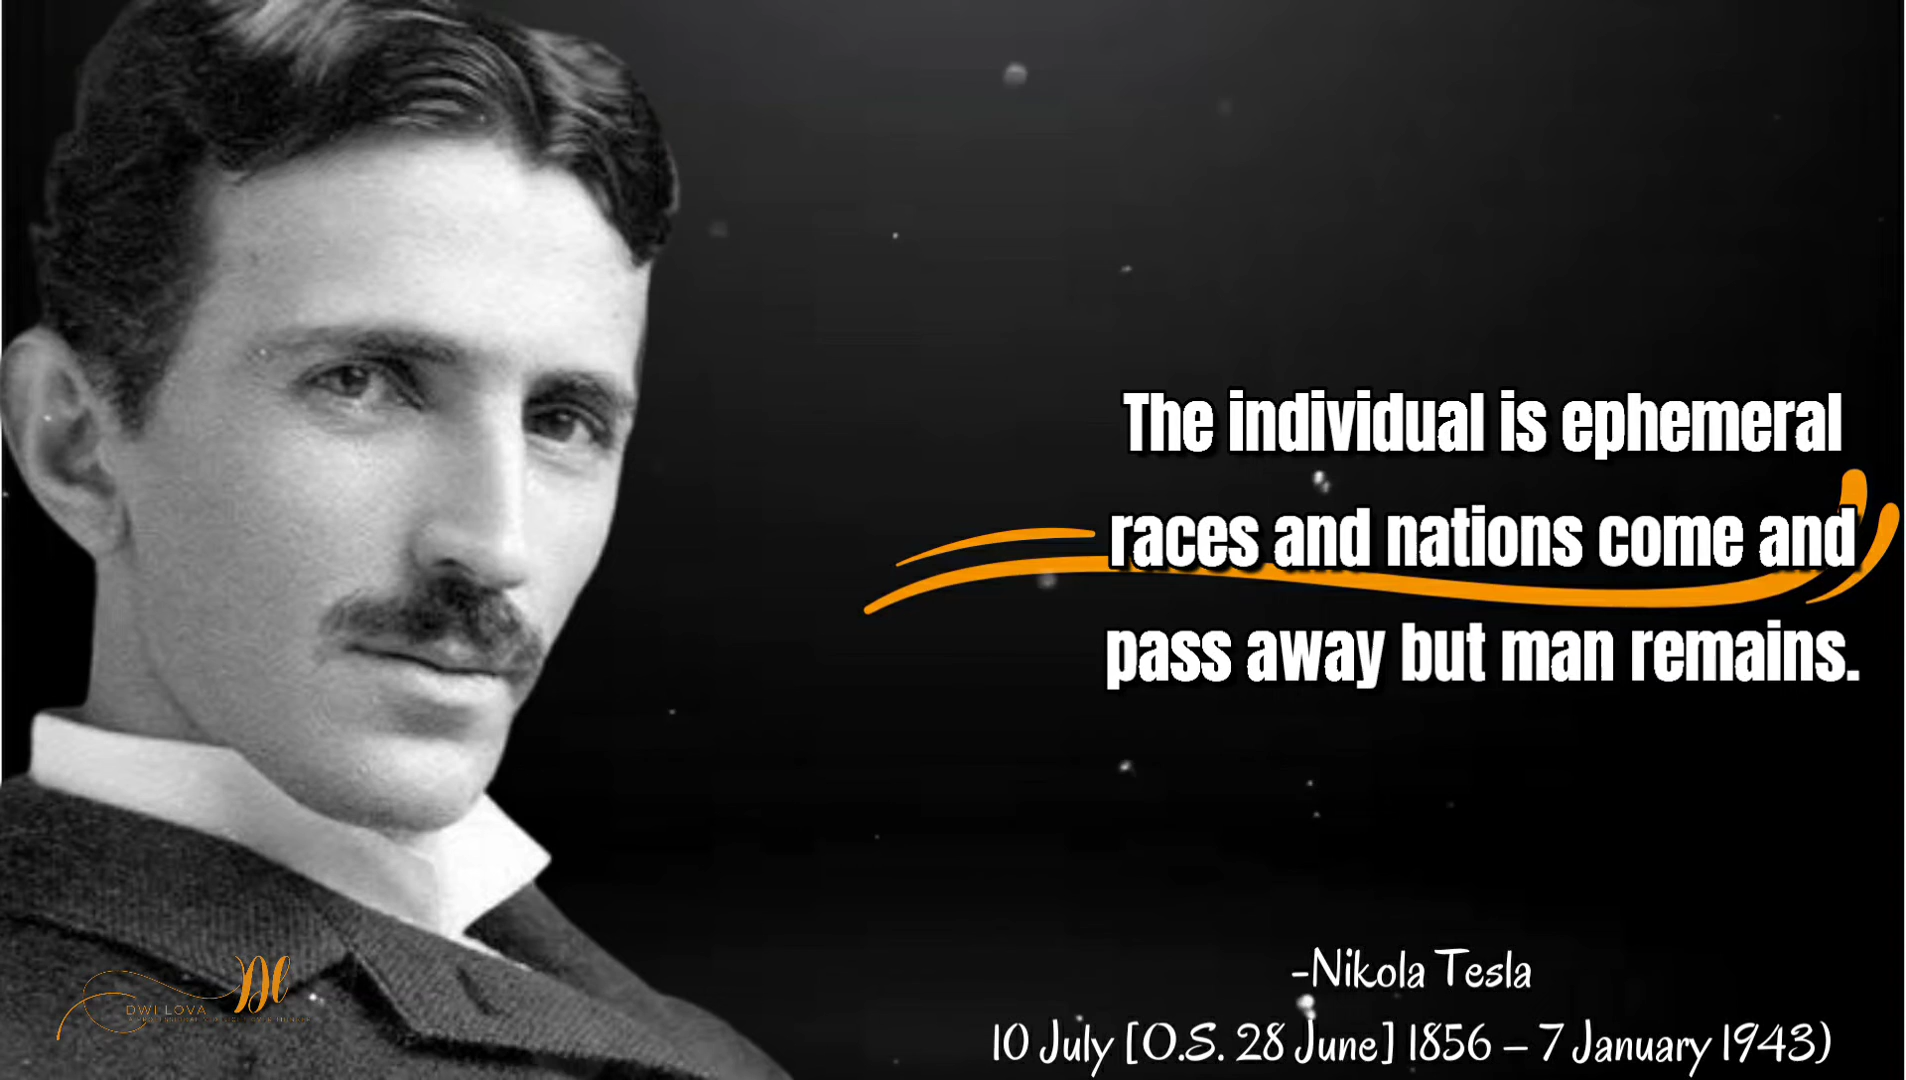 The individual is ephemeral
races and nations come and
pass away but man remains.
-Nikola Tesla
10 July [O.S. 28 June] 1856 – 7 January 1943)
Dl
DWI LOVA